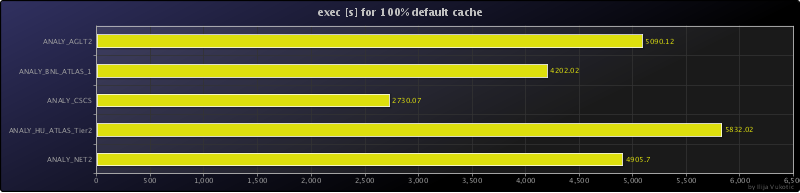 exec [s] for 100% default cache
ANALY_AGLT2
5090.12
ANALY_BNL_ATLAS_1
4202.02
ANALY_CSCS
2730.07
ANALY_HU_ATLAS_Tier2
5832.02
ANALY_NET2
4905.7
0 500 1,000 1,500 2,000 2,500 3,000 3,500 4,000 4,500 5,000 5,500 6,000 6,500
by Ilija Vukotic